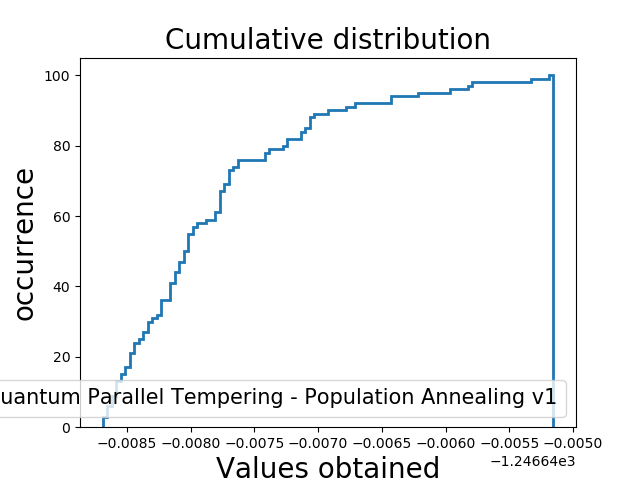 Cumulative distribution
occurrence
100
80
60
40
20
0
Parallel Tempering - Population Annealing v1
−0.0085 −0.0080 −0.0075 −0.0070 −0.0065 −0.0060 −0.0055 −0.0050
−1.24664e3
Values obtained